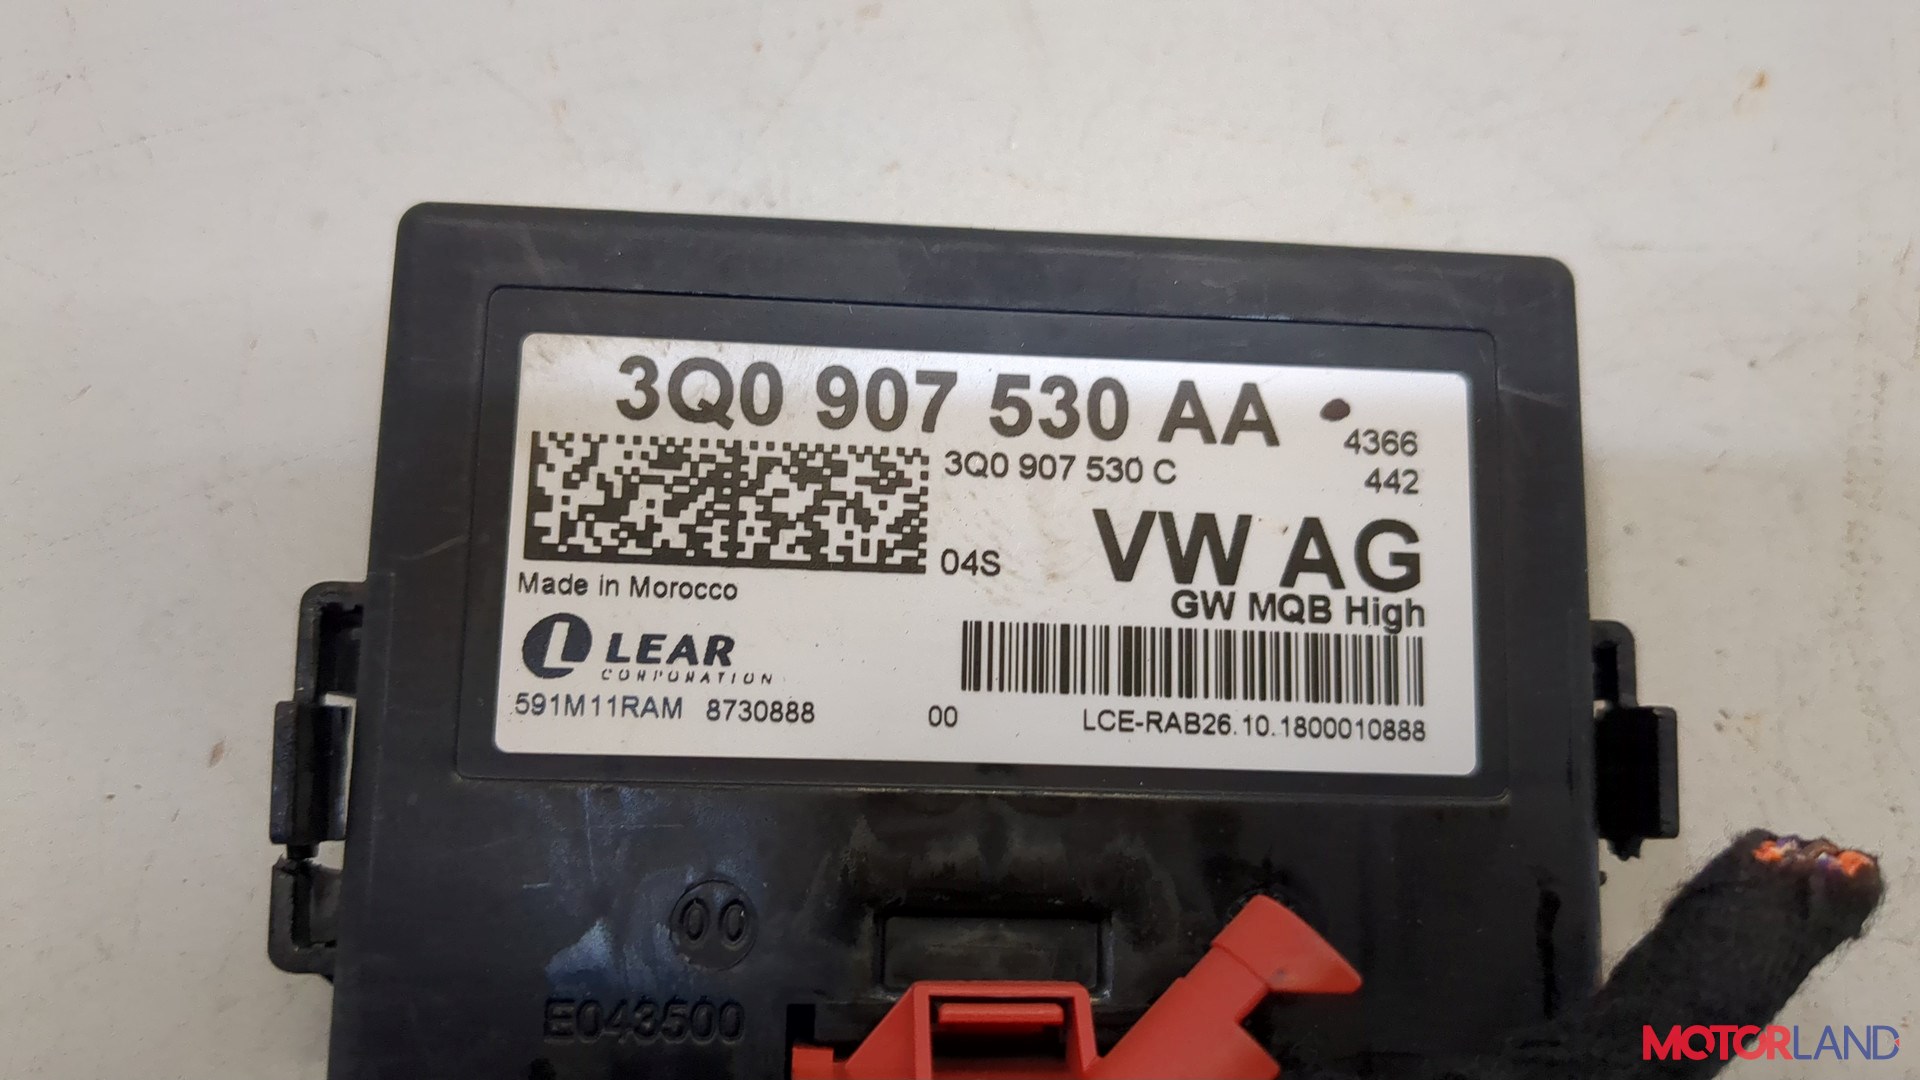 3Q0 907 530 AA
4366
3Q0 907 530 C
442
VW AG
04S
GW MQB High
Made in Morocco
LEAR
CORPORATION
591M11RAM 8730888 00 LCE-RAB26.10.1800010888
00
E043500
MOTORLAND